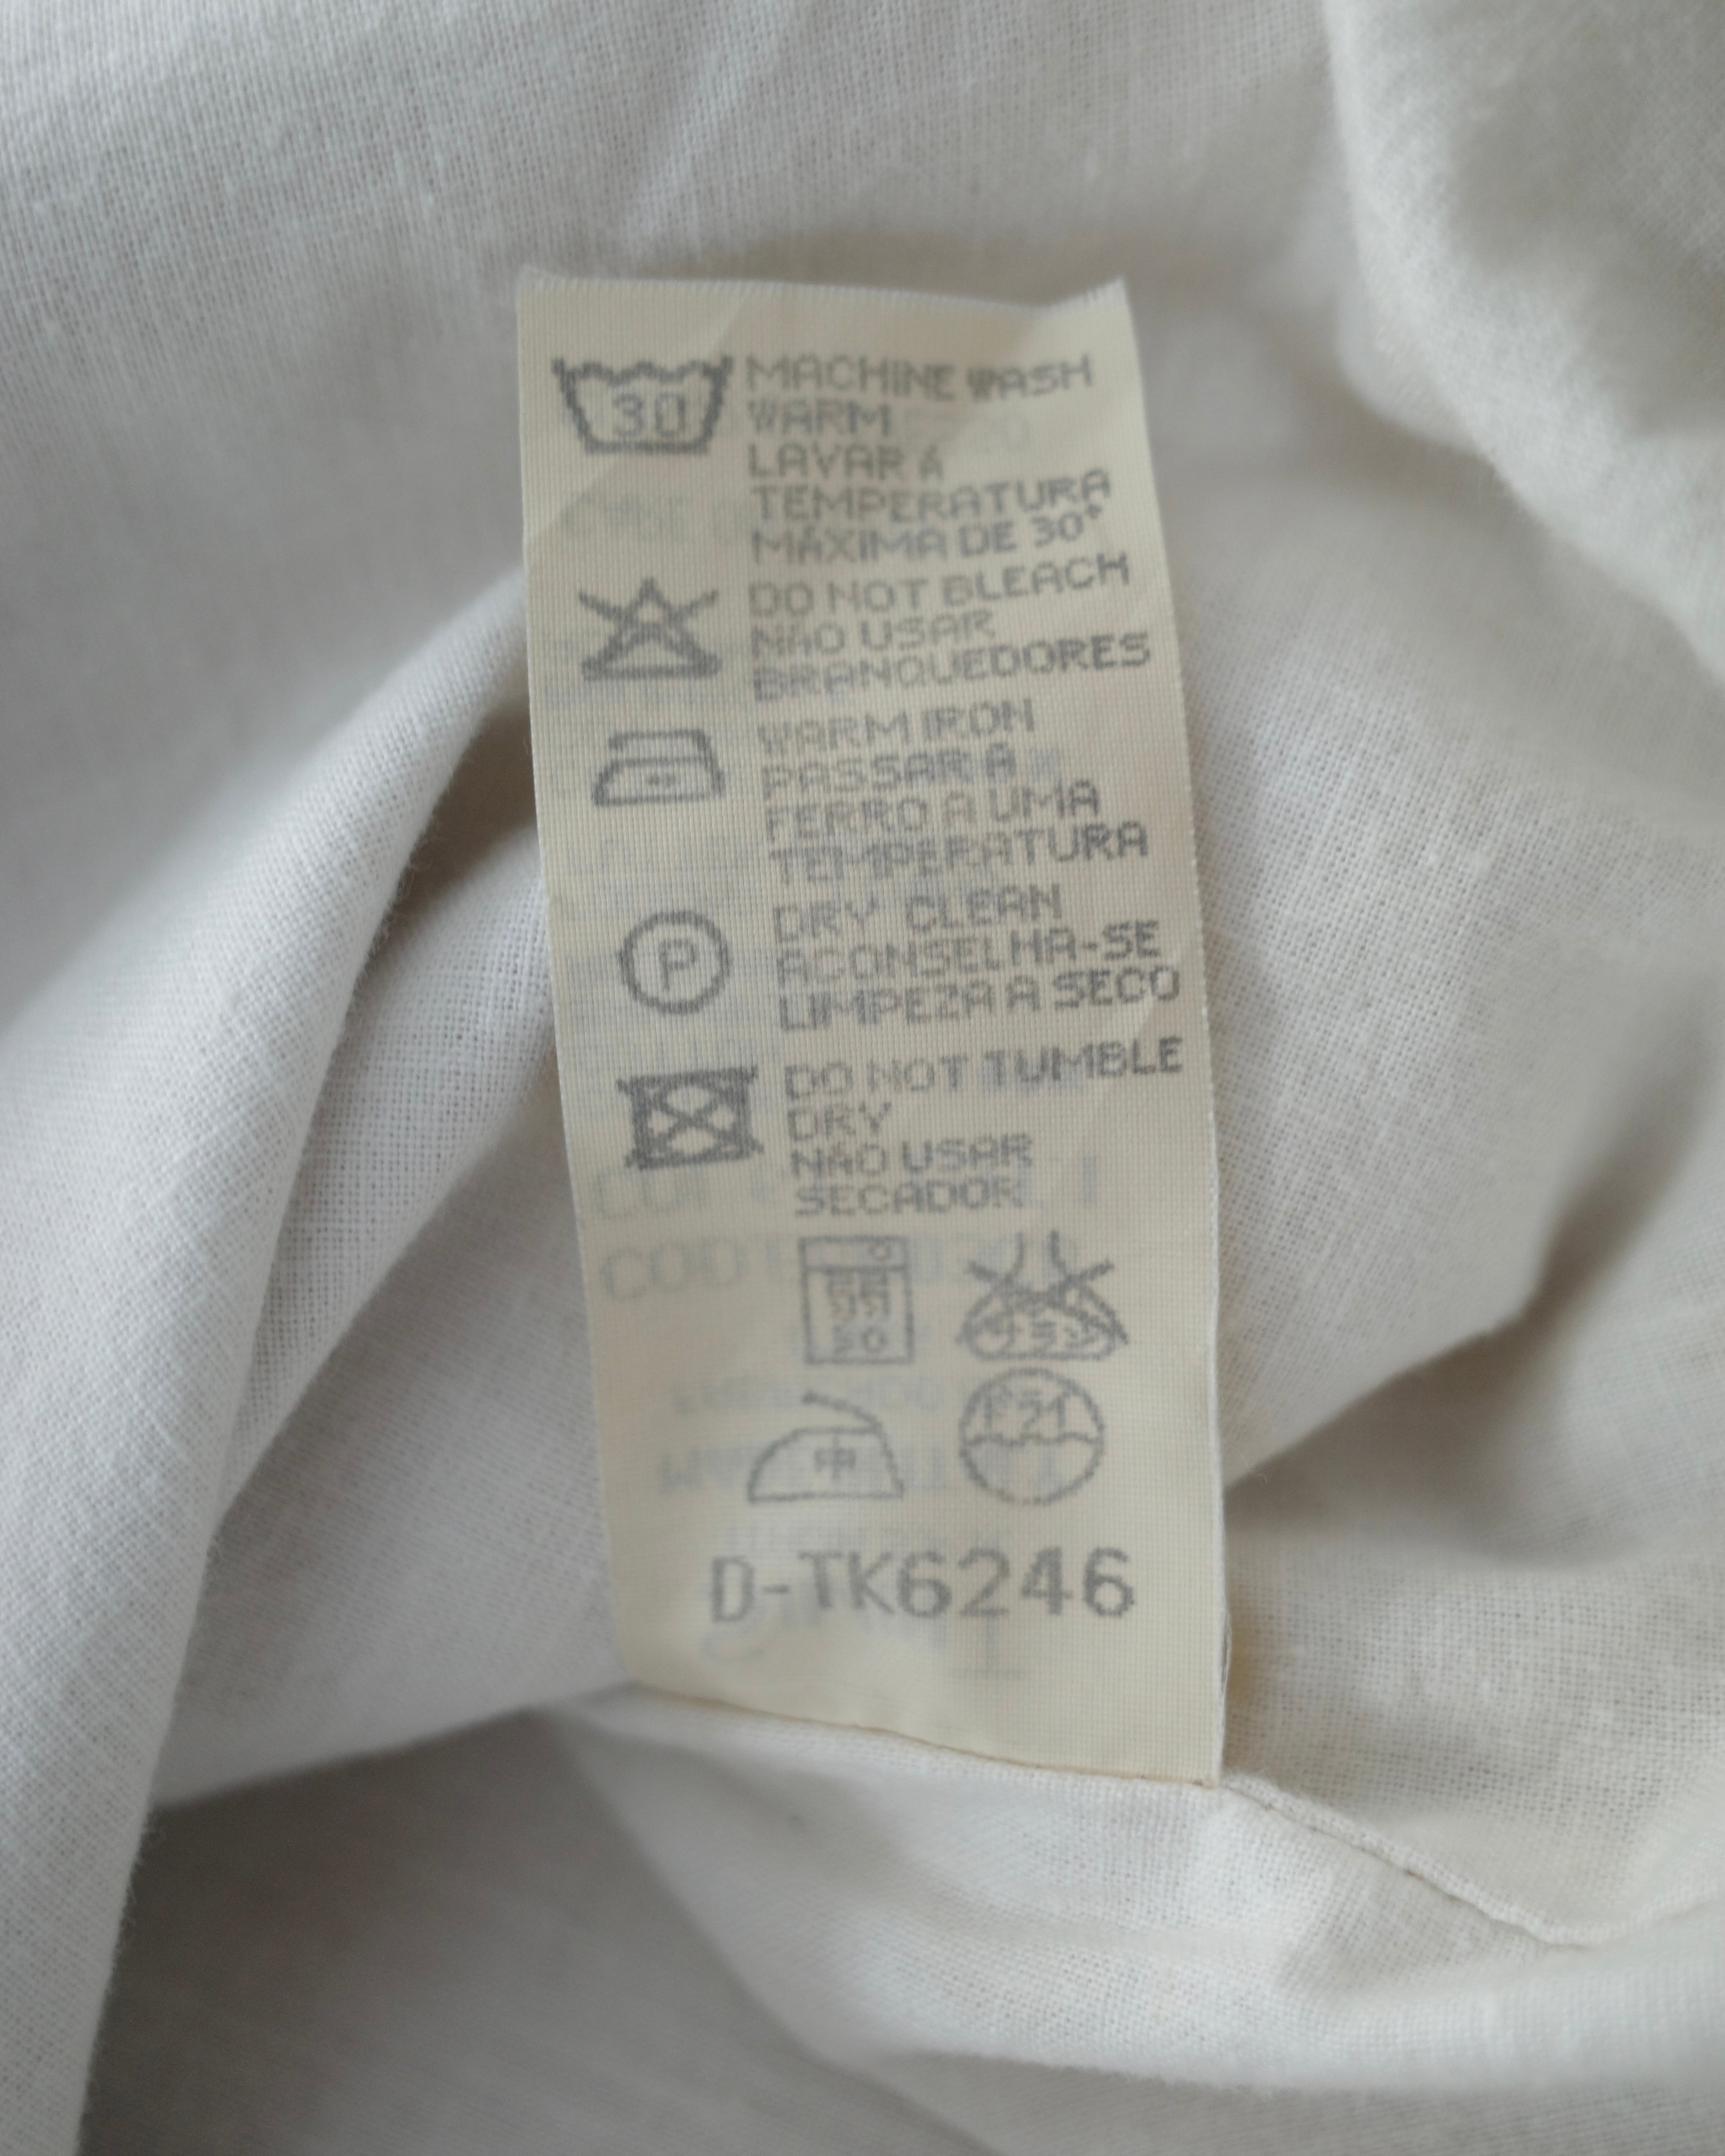 30
MACHINE WASH
WARM
LAVAR Á
TEMPERATURA
MÁXIMA DE 30°
DO NOT BLEACH
NÃO USAR
BRANQUEDORES
WARM IRON
PASSAR A
FERRO A UMA
TEMPERATURA
P
DRY CLEAN
ACONSELHA-SE
LIMPEZA A SECO
DO NOT TUMBLE
DRY
NÃO USAR
SECADOR
中
D-TK6246